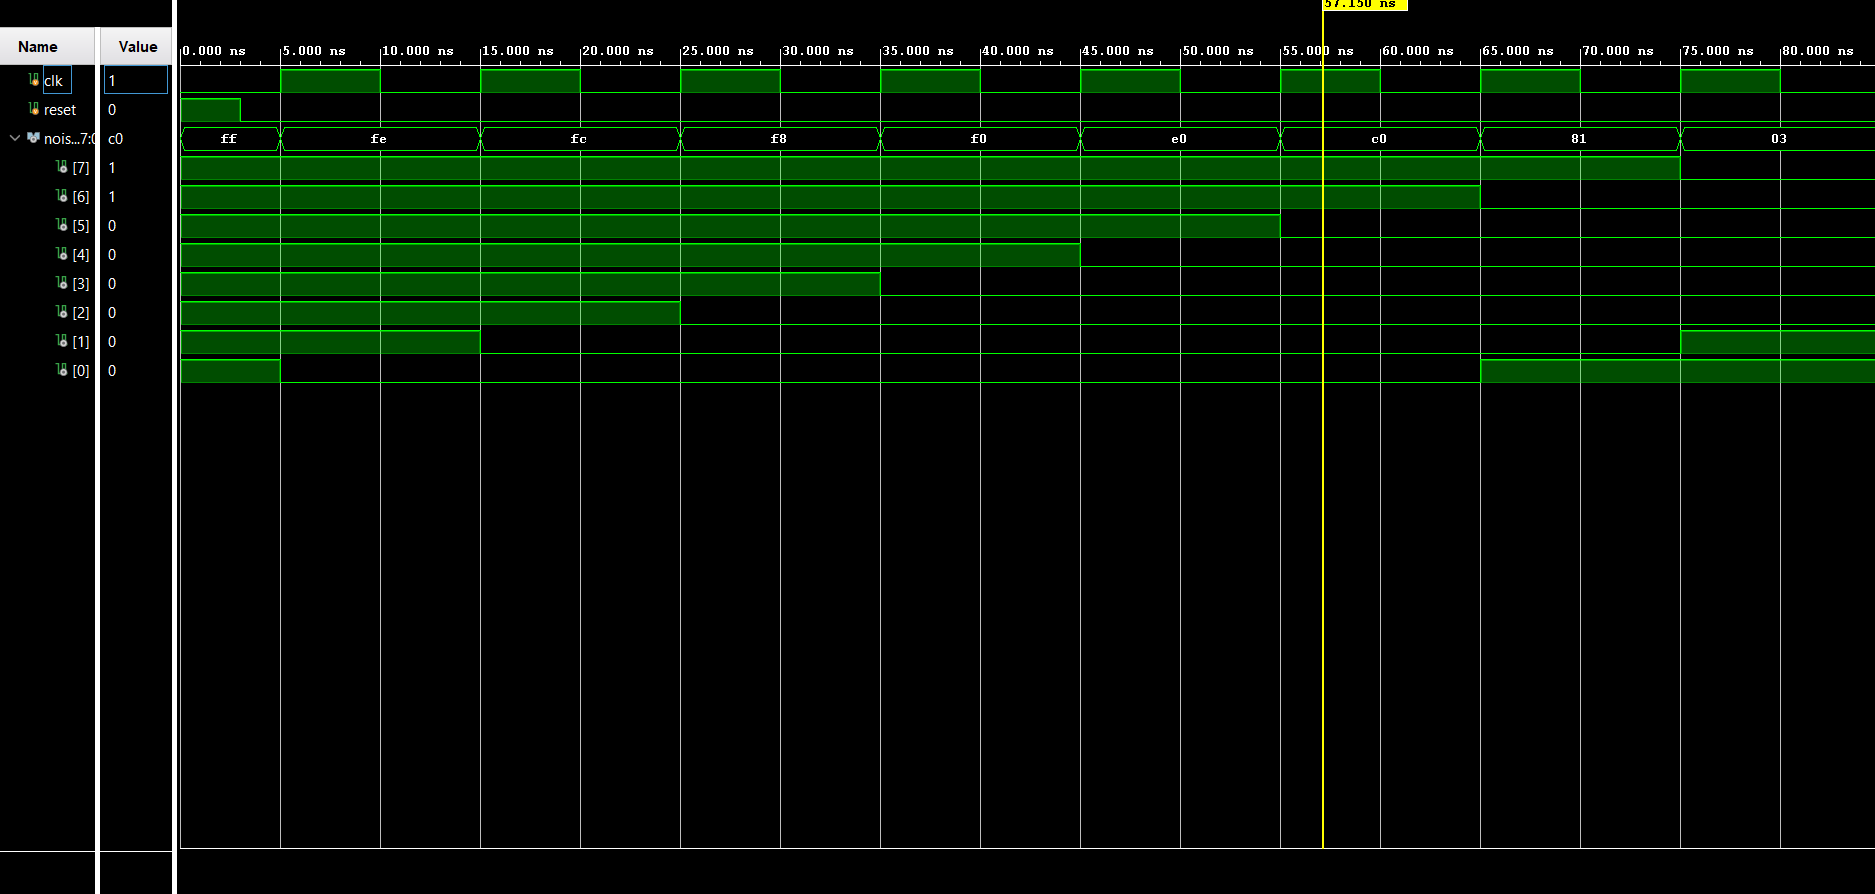 57.150 ns
Name Value
0.000 ns 5.000 ns 10.000 ns 15.000 ns 20.000 ns 25.000 ns 30.000 ns 35.000 ns 40.000 ns 45.000 ns 50.000 ns 55.000 ns 60.000 ns 65.000 ns 70.000 ns 75.000 ns 80.000 ns
clk 1
reset 0
nois...7:0 c0 ff fe fc f8 f0 e0 c0 81 03
[7] 1
[6] 1
[5] 0
[4] 0
[3] 0
[2] 0
[1] 0
[0] 0